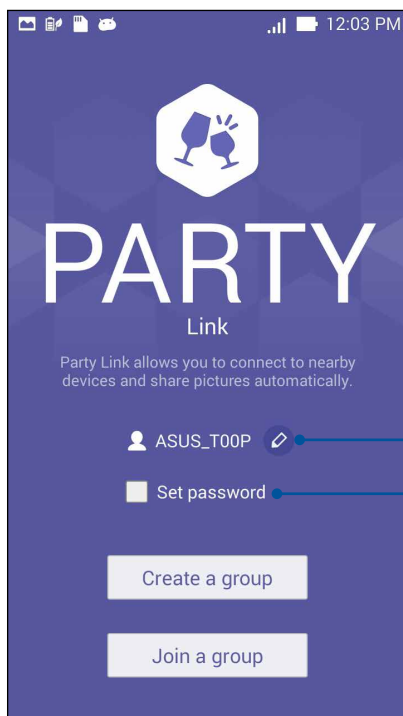 12:03 PM
PARTY
Link
Party Link allows you to connect to nearby
devices and share pictures automatically.
ASUS_T00P
Set password
Create a group
Join a group